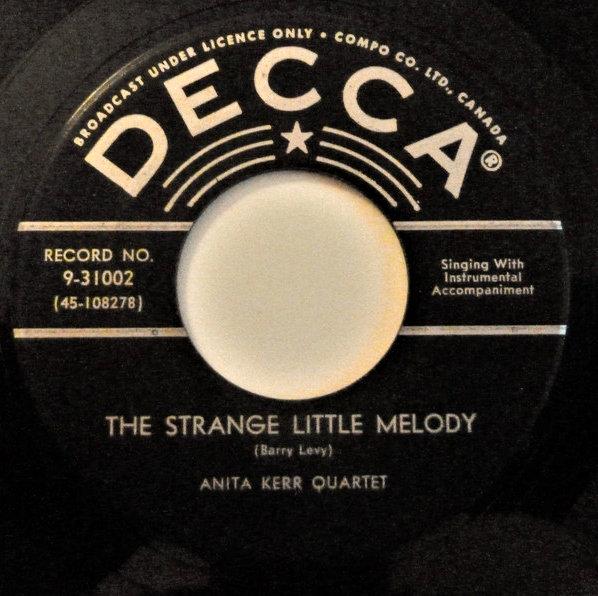 BROADCAST UNDER LICENCE ONLY • COMPO CO. LTD., CANADA
DECCA®
RECORD NO.
9-31002
(45-108278)
Singing With
Instrumental
Accompaniment
THE STRANGE LITTLE MELODY
(Barry Levy)
ANITA KERR QUARTET